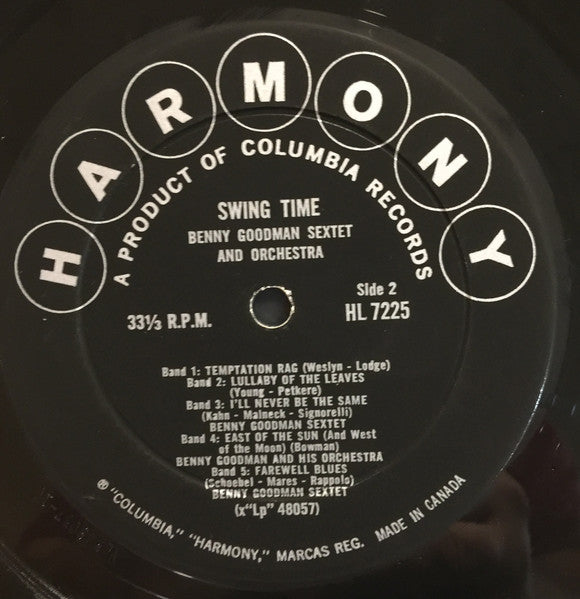 HARMONY
A PRODUCT OF COLUMBIA RECORDS
SWING TIME
BENNY GOODMAN SEXTET
AND ORCHESTRA
Side 2
33⅓ R.P.M.
HL 7225
Band 1: TEMPTATION RAG (Weslyn - Lodge)
Band 2: LULLABY OF THE LEAVES
(Young - Petkere)
Band 3: I'LL NEVER BE THE SAME
(Kahn - Malneck - Signorelli)
BENNY GOODMAN SEXTET
Band 4: EAST OF THE SUN (And West
of the Moon) (Bowman)
BENNY GOODMAN AND HIS ORCHESTRA
Band 5: FAREWELL BLUES
(Schoebel - Mares - Rappolo)
BENNY GOODMAN SEXTET
(x"Lp" 48057)
® "COLUMBIA," "HARMONY," MARCAS REG. MADE IN CANADA